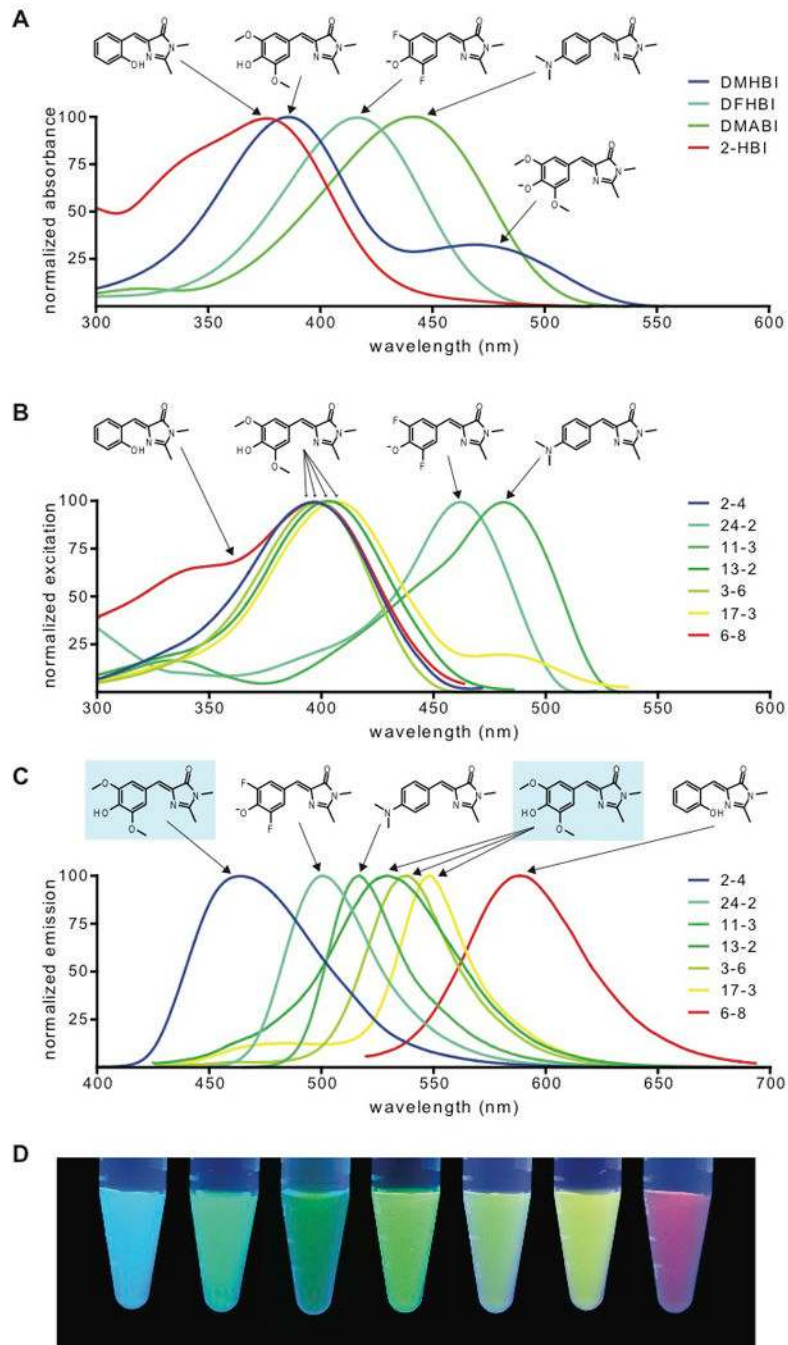 A
DMHBI
DFHBI
DMABI
2-HBI
normalized absorbance
100
75
50
25
300 350 400 450 500 550 600
wavelength (nm)
B
2-4
24-2
11-3
13-2
3-6
17-3
6-8
normalized excitation
100
75
50
25
300 350 400 450 500 550 600
wavelength (nm)
C
2-4
24-2
11-3
13-2
3-6
17-3
6-8
normalized emission
100
75
50
25
400 450 500 550 600 650 700
wavelength (nm)
D